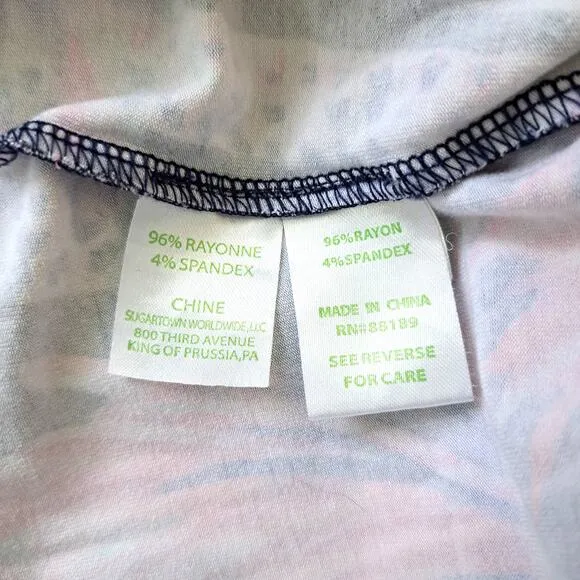 96% RAYONNE
4% SPANDEX
CHINE
SUGARTOWN WORLDWIDE, LLC
800 THIRD AVENUE
KING OF PRUSSIA, PA
96% RAYON
4% SPANDEX
MADE IN CHINA
RN#88189
SEE REVERSE
FOR CARE